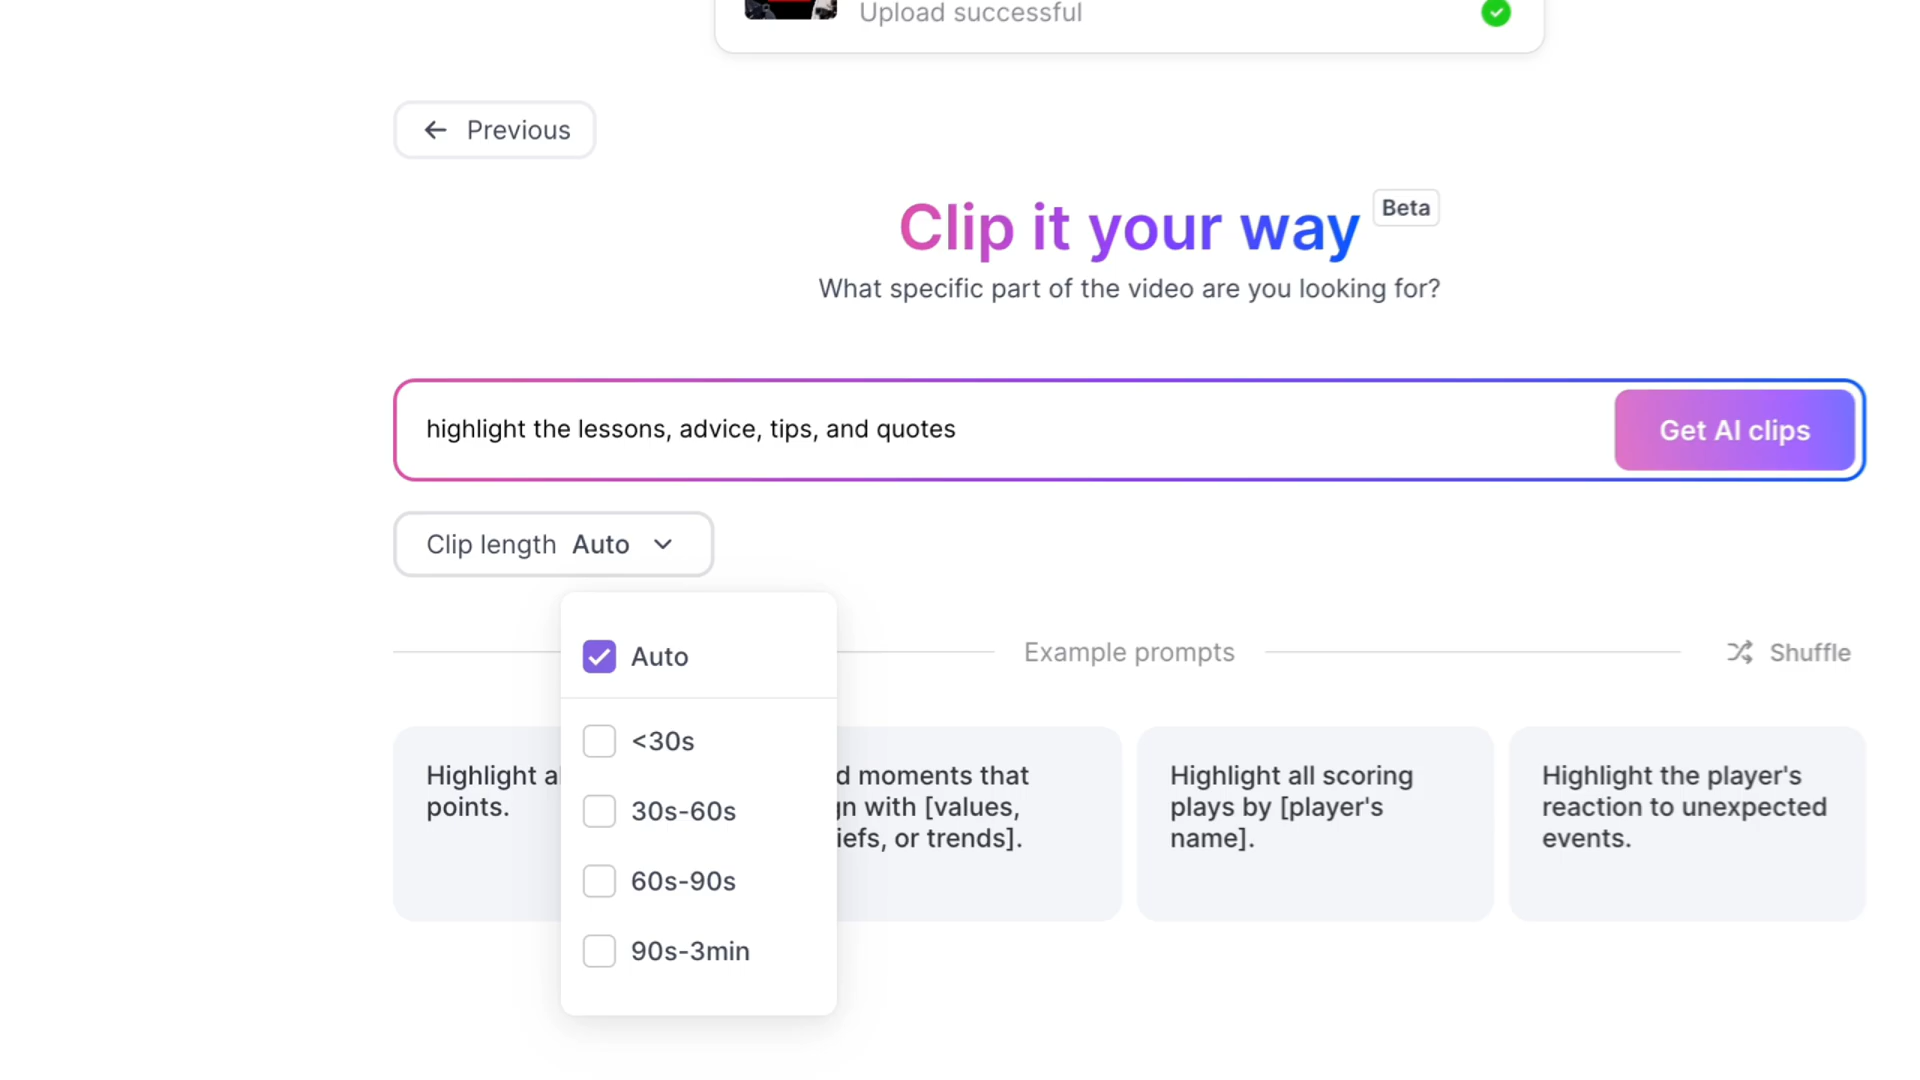 Upload successful
Previous
Clip it your way
Beta
What specific part of the video are you looking for?
highlight the lessons, advice, tips, and quotes
Get AI clips
Clip length Auto
Auto
<30s
30s-60s
60s-90s
90s-3min
Example prompts
Shuffle
Highlight
points.
moments that
with [values,
or trends].
Highlight all scoring
plays by [player's
name].
Highlight the player's
reaction to unexpected
events.